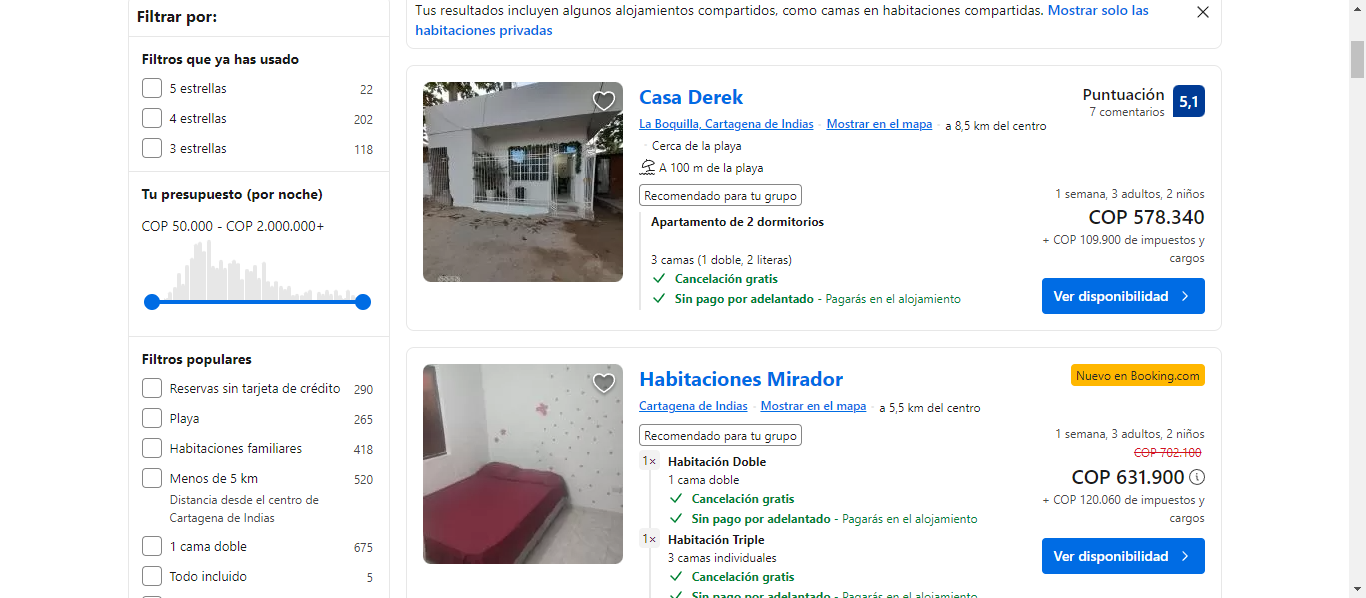 Filtrar por:
Filtros que ya has usado
5 estrellas 22
4 estrellas 202
3 estrellas 118
Tu presupuesto (por noche)
COP 50.000 - COP 2.000.000+
Filtros populares
Reservas sin tarjeta de crédito 290
Playa 265
Habitaciones familiares 418
Menos de 5 km 520
Distancia desde el centro de
Cartagena de Indias
1 cama doble 675
Todo incluido 5
Tus resultados incluyen algunos alojamientos compartidos, como camas en habitaciones compartidas. Mostrar solo las
habitaciones privadas
Casa Derek
La Boquilla, Cartagena de Indias · Mostrar en el mapa · a 8,5 km del centro
· Cerca de la playa
A 100 m de la playa
Recomendado para tu grupo
Apartamento de 2 dormitorios
3 camas (1 doble, 2 literas)
Cancelación gratis
Sin pago por adelantado - Pagarás en el alojamiento
Puntuación 5,1
7 comentarios
1 semana, 3 adultos, 2 niños
COP 578.340
+ COP 109.900 de impuestos y
cargos
Ver disponibilidad
Habitaciones Mirador
Cartagena de Indias · Mostrar en el mapa · a 5,5 km del centro
Recomendado para tu grupo
1× Habitación Doble
1 cama doble
Cancelación gratis
Sin pago por adelantado - Pagarás en el alojamiento
1× Habitación Triple
3 camas individuales
Cancelación gratis
Sin pago por adelantado - Pagarás en el alojamiento
Nuevo en Booking.com
1 semana, 3 adultos, 2 niños
COP 702.100
COP 631.900
+ COP 120.060 de impuestos y
cargos
Ver disponibilidad